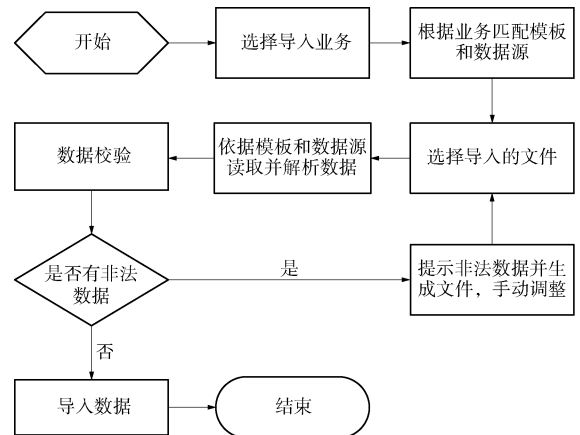 开始
选择导入业务
根据业务匹配模板
和数据源
数据校验
依据模板和数据源
读取并解析数据
选择导入的文件
是否有非法
数据
是
提示非法数据并生
成文件，手动调整
否
导入数据
结束